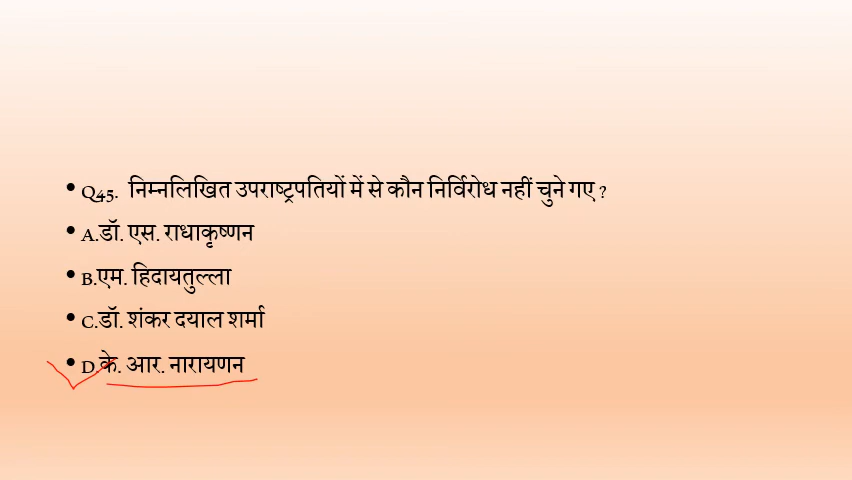 • Q45. निम्नलिखित उपराष्ट्रपतियों में से कौन निर्विरोध नहीं चुने गए ?
• A.डॉ. एस. राधाकृष्णन
• B.एम. हिदायतुल्ला
• C.डॉ. शंकर दयाल शर्मा
• D.के. आर. नारायणन